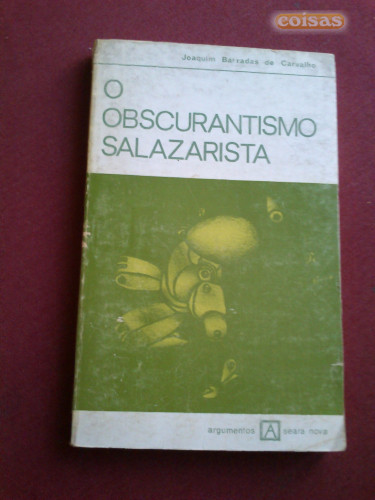 coisas
Joaquim Barradas de Carvalho
O
OBSCURANTISMO
SALAZARISTA
argumentos A seara nova